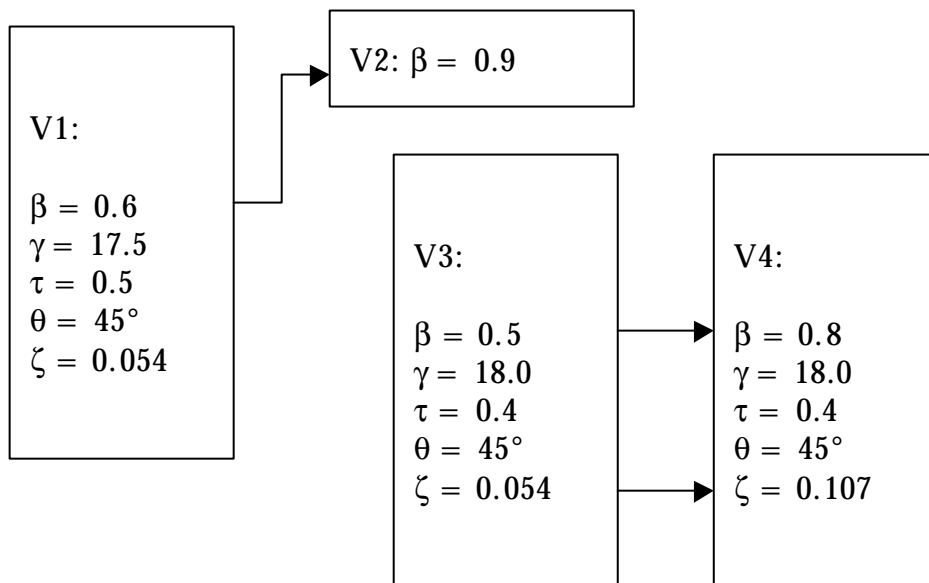 V1:
β = 0.6
γ = 17.5
τ = 0.5
θ = 45°
ζ = 0.054
V2: β = 0.9
V3:
β = 0.5
γ = 18.0
τ = 0.4
θ = 45°
ζ = 0.054
V4:
β = 0.8
γ = 18.0
τ = 0.4
θ = 45°
ζ = 0.107